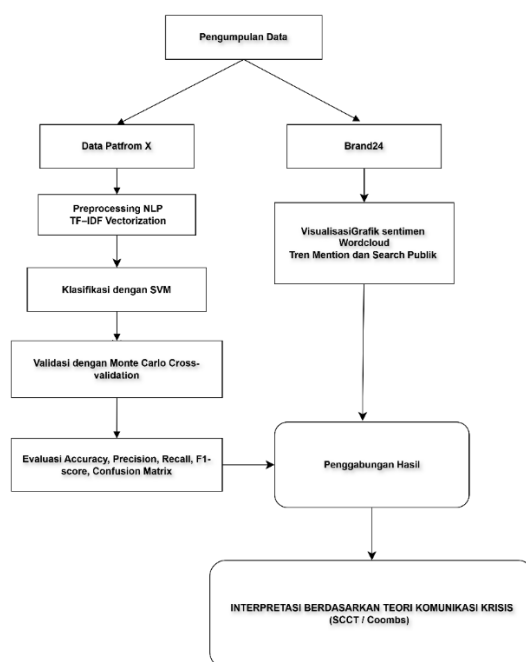 Pengumpulan Data
Data Patfrom X
Brand24
Preprocessing NLP
TF–IDF Vectorization
VisualisasiGrafik sentimen
Wordcloud
Tren Mention dan Search Publik
Klasifikasi dengan SVM
Validasi dengan Monte Carlo Cross-
validation
Evaluasi Accuracy, Precision, Recall, F1-
score, Confusion Matrix
Penggabungan Hasil
INTERPRETASI BERDASARKAN TEORI KOMUNIKASI KRISIS
(SCCT / Coombs)